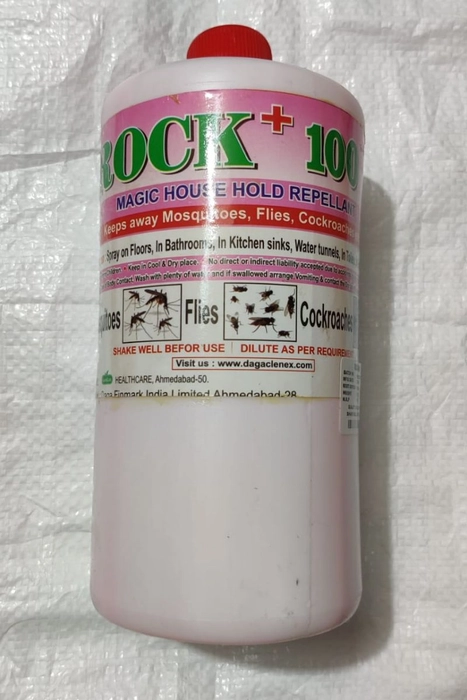 ROCK+ 100
MAGIC HOUSE HOLD REPELLANT
Keeps away Mosquitoes, Flies, Cockroaches
Spray on Floors, In Bathrooms, In Kitchen sinks, Water tunnels, In
Keep in Cool & Dry place. No direct or indirect liability accepted due to
Contact: Wash with plenty of water and if swallowed arrange Vomiting & contact
Flies Cockroaches
SHAKE WELL BEFOR USE DILUTE AS PER
Visit us : www.dagaclenex.com
HEALTHCARE, Ahmedabad-50.
Finmark India Limited Ahmedabad-28